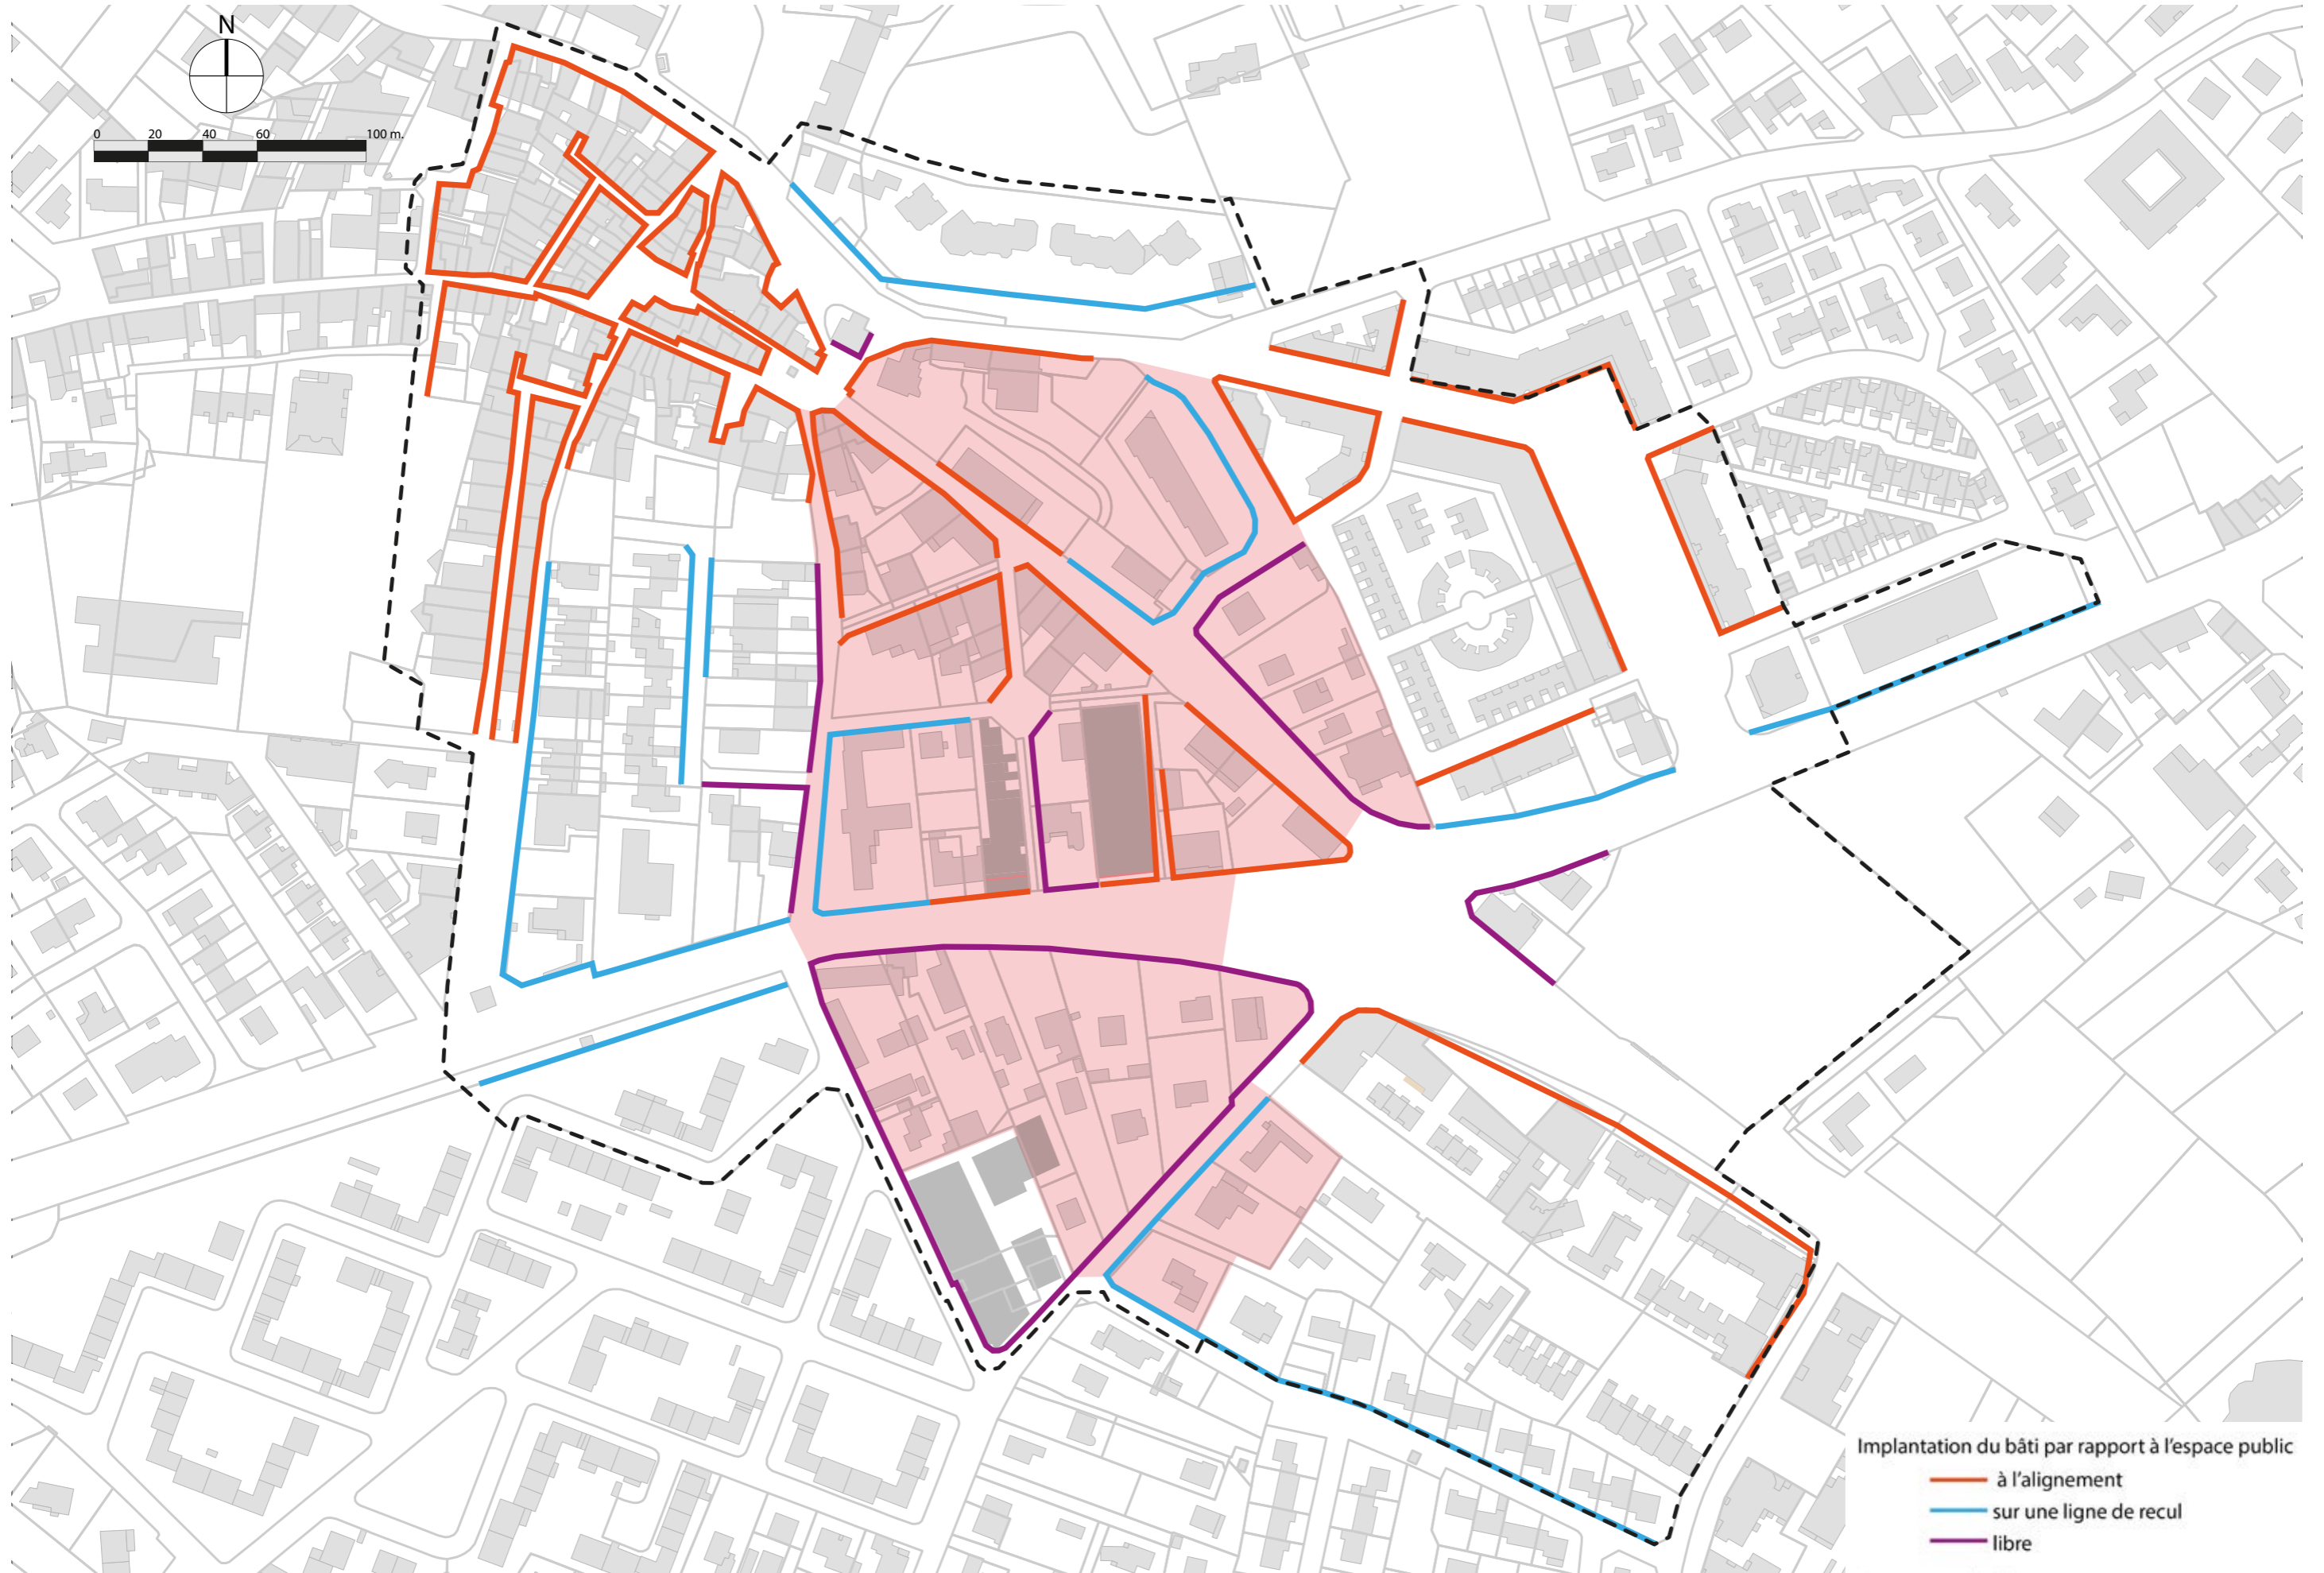 N
0 20 40 60 100 m.
Implantation du bâti par rapport à l'espace public
à l'alignement
sur une ligne de recul
libre